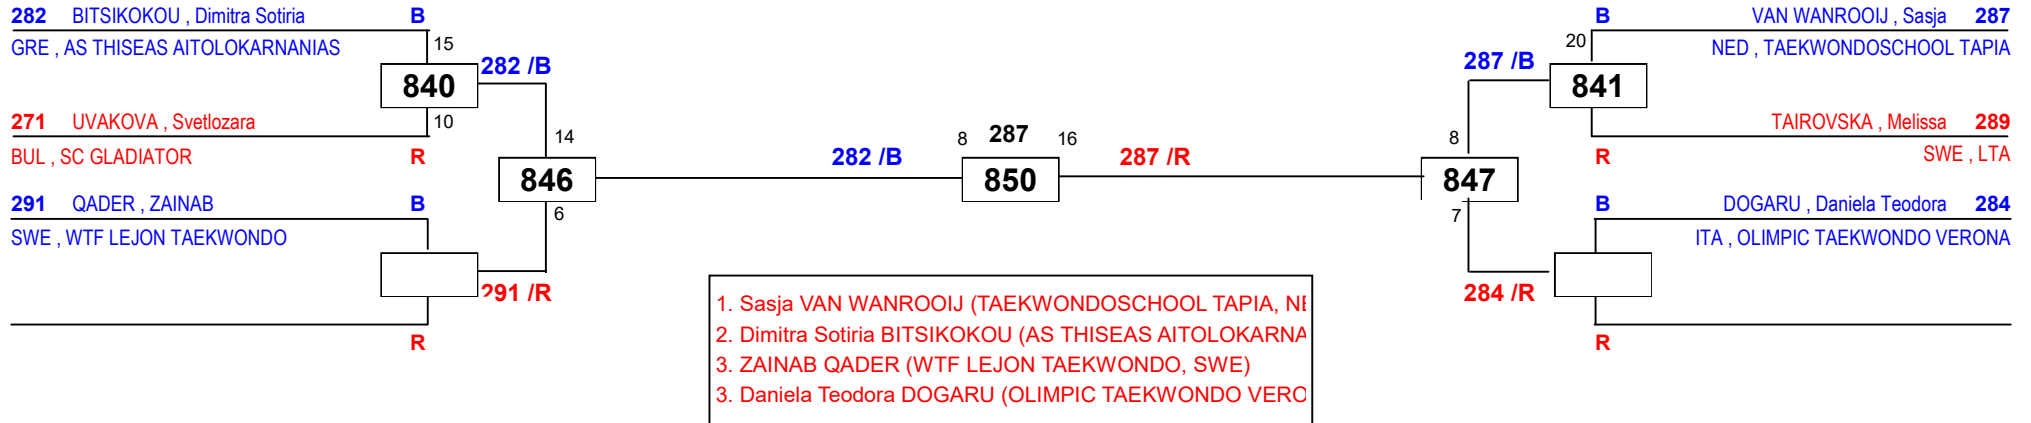 282 BITSIKOKOU , Dimitra Sotiria B
GRE , AS THISEAS AITOLOKARNANIAS
15
840
282 /B
271 UVAKOVA , Svetlozara
10
BUL , SC GLADIATOR R
14
846
6
291 QADER , ZAINAB B
SWE , WTF LEJON TAEKWONDO
291 /R
R
282 /B
8 287 16
850
287 /R
B VAN WANROOIJ , Sasja 287
NED , TAEKWONDOSCHOOL TAPIA
20
287 /B
841
TAIROVSKA , Melissa 289
R SWE , LTA
8
847
7
B DOGARU , Daniela Teodora 284
ITA , OLIMPIC TAEKWONDO VERONA
284 /R
R
1. Sasja VAN WANROOIJ (TAEKWONDOSCHOOL TAPIA, NE
2. Dimitra Sotiria BITSIKOKOU (AS THISEAS AITOLOKARNA
3. ZAINAB QADER (WTF LEJON TAEKWONDO, SWE)
3. Daniela Teodora DOGARU (OLIMPIC TAEKWONDO VERO